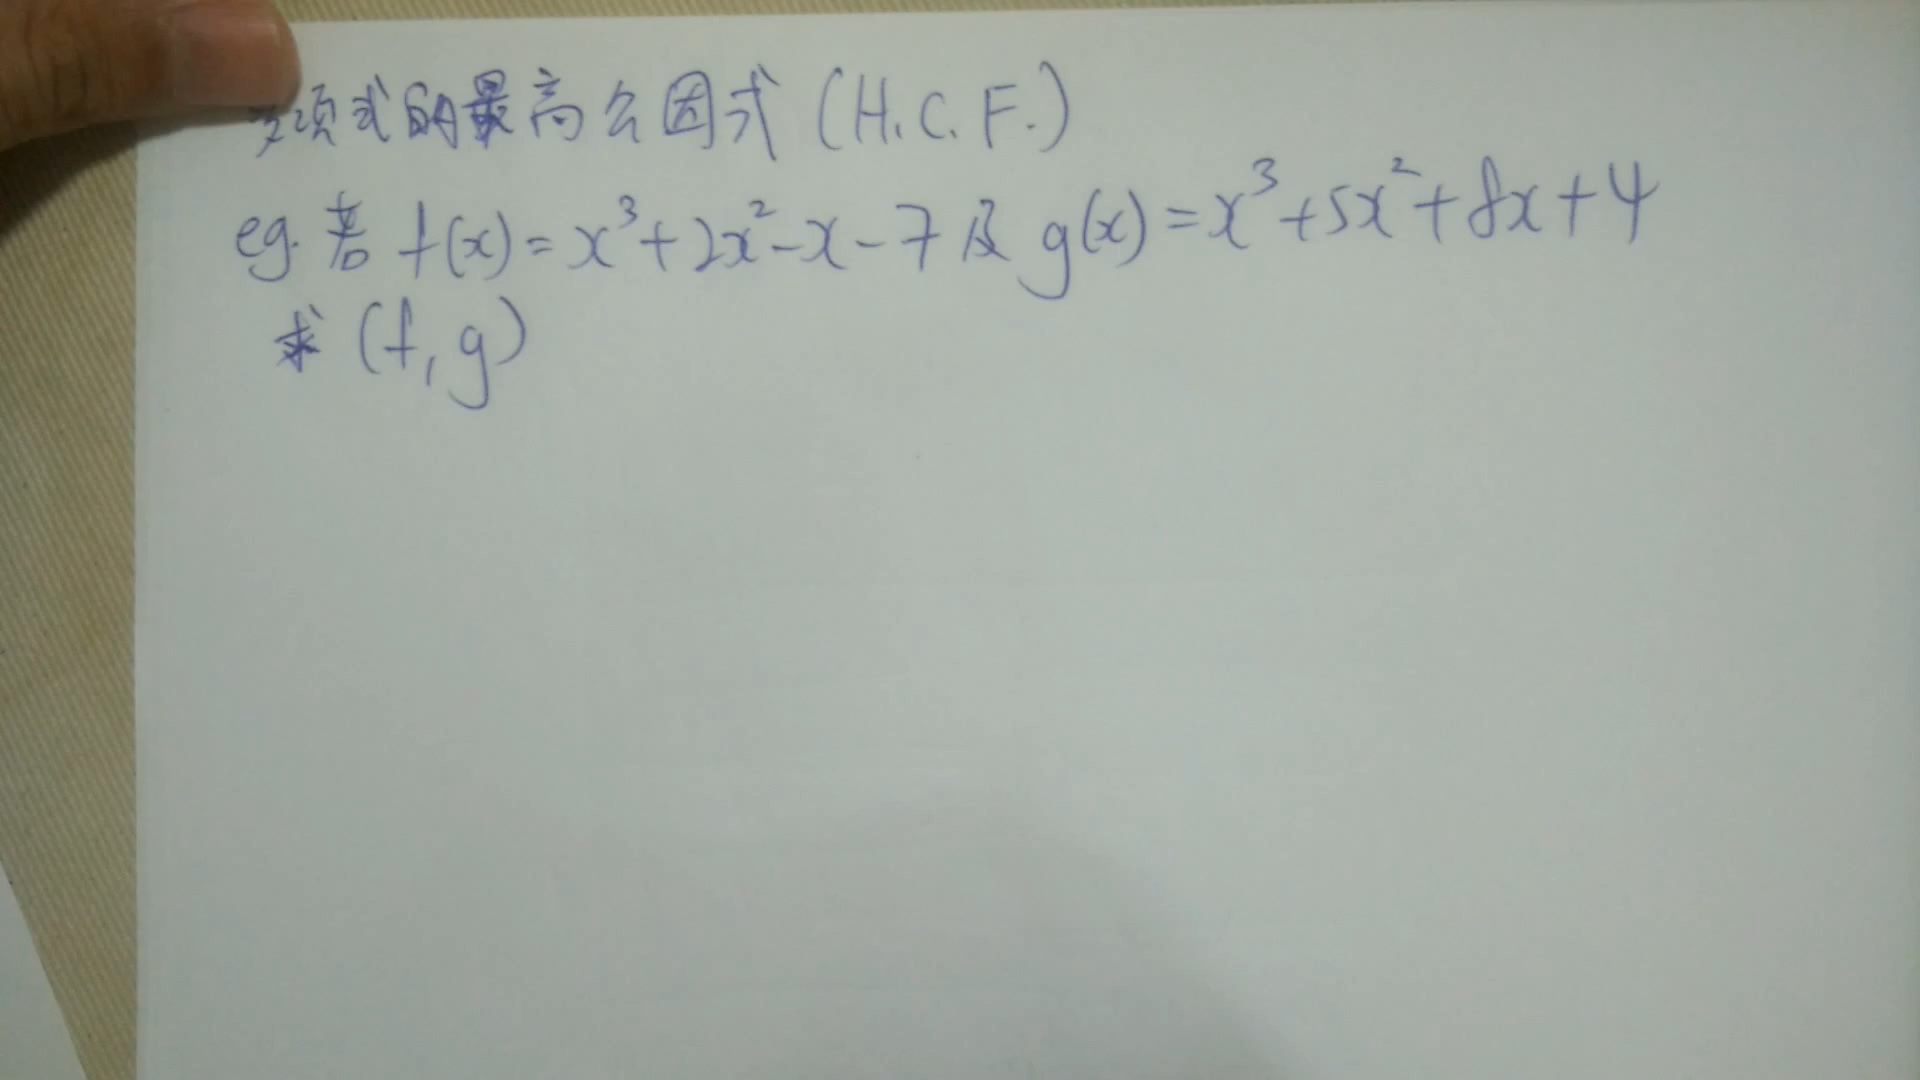 多项式的最高公因式 (H.C.F.)
eg. 若 f(x) = x³ + 2x² - x - 7 及 g(x) = x³ + 5x² + 8x + 4
求 (f, g)